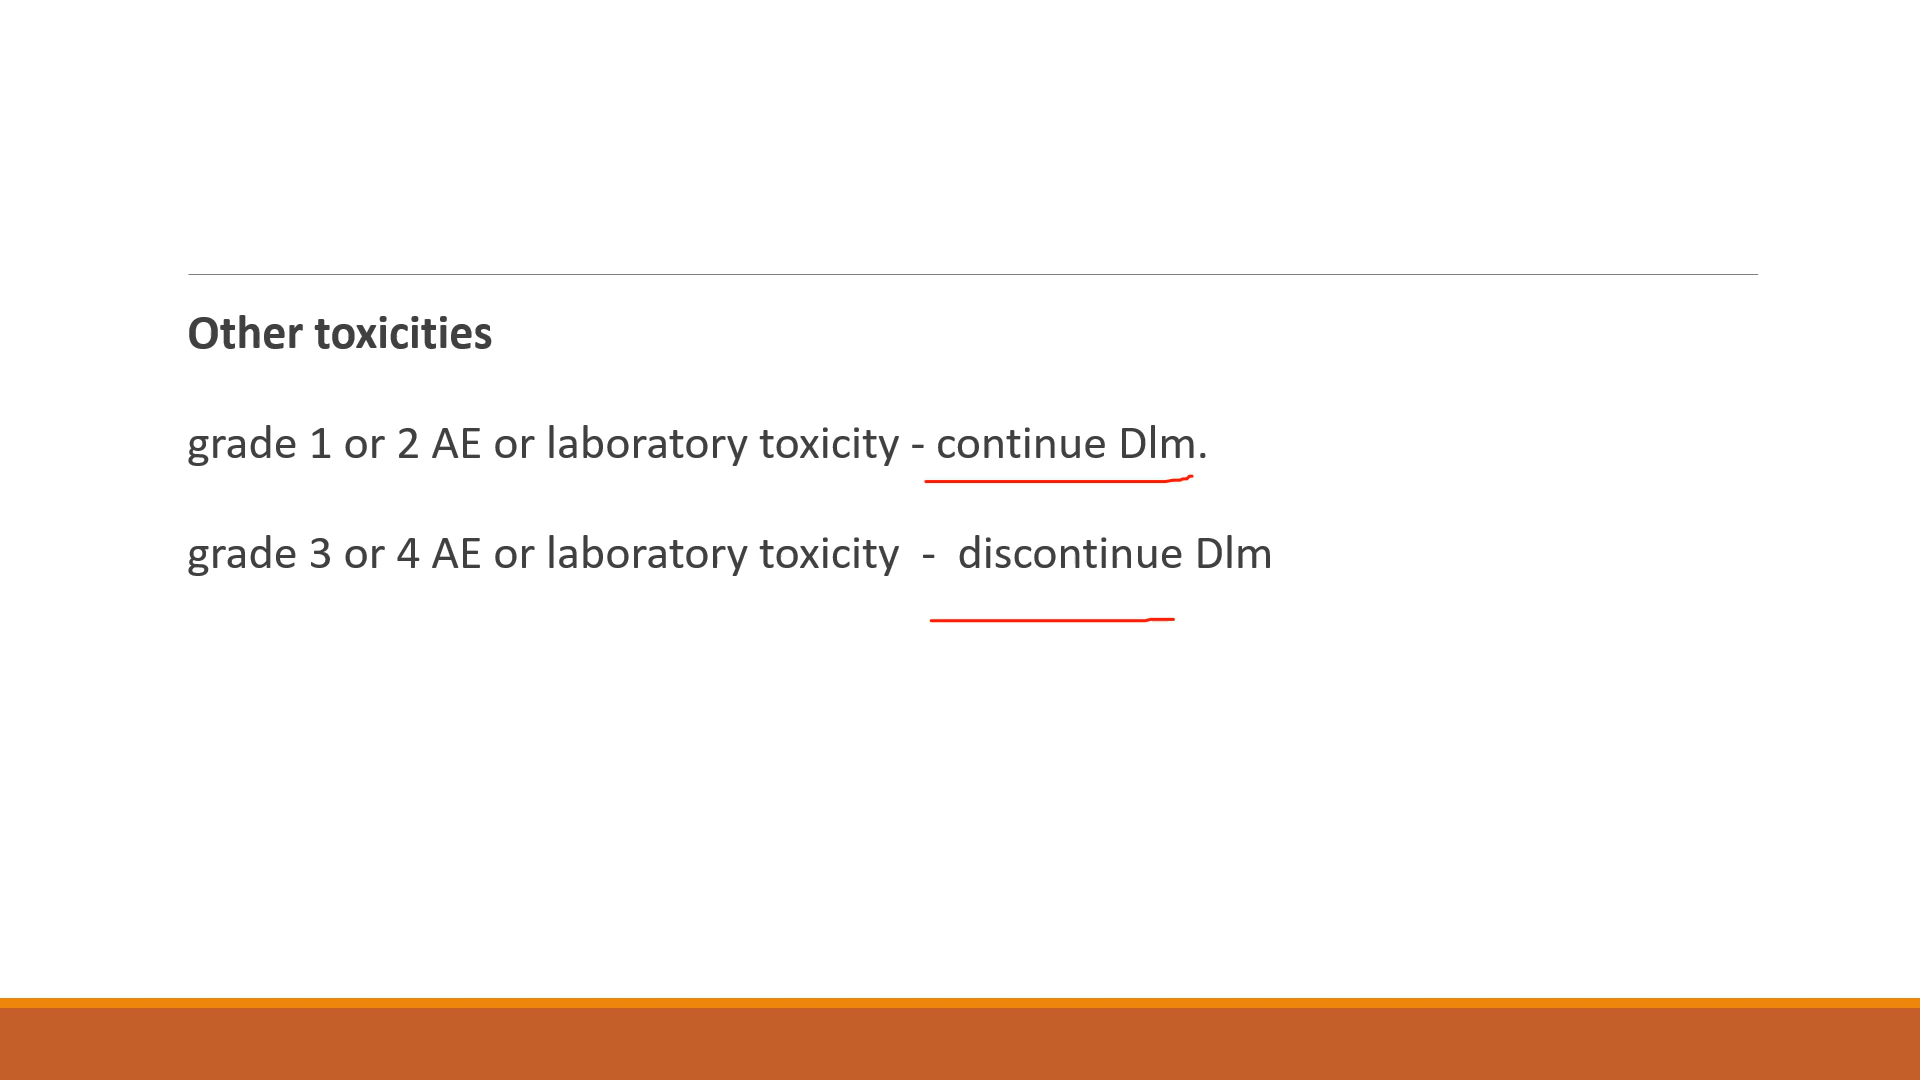 Other toxicities
grade 1 or 2 AE or laboratory toxicity - continue Dlm.
grade 3 or 4 AE or laboratory toxicity  -  discontinue Dlm